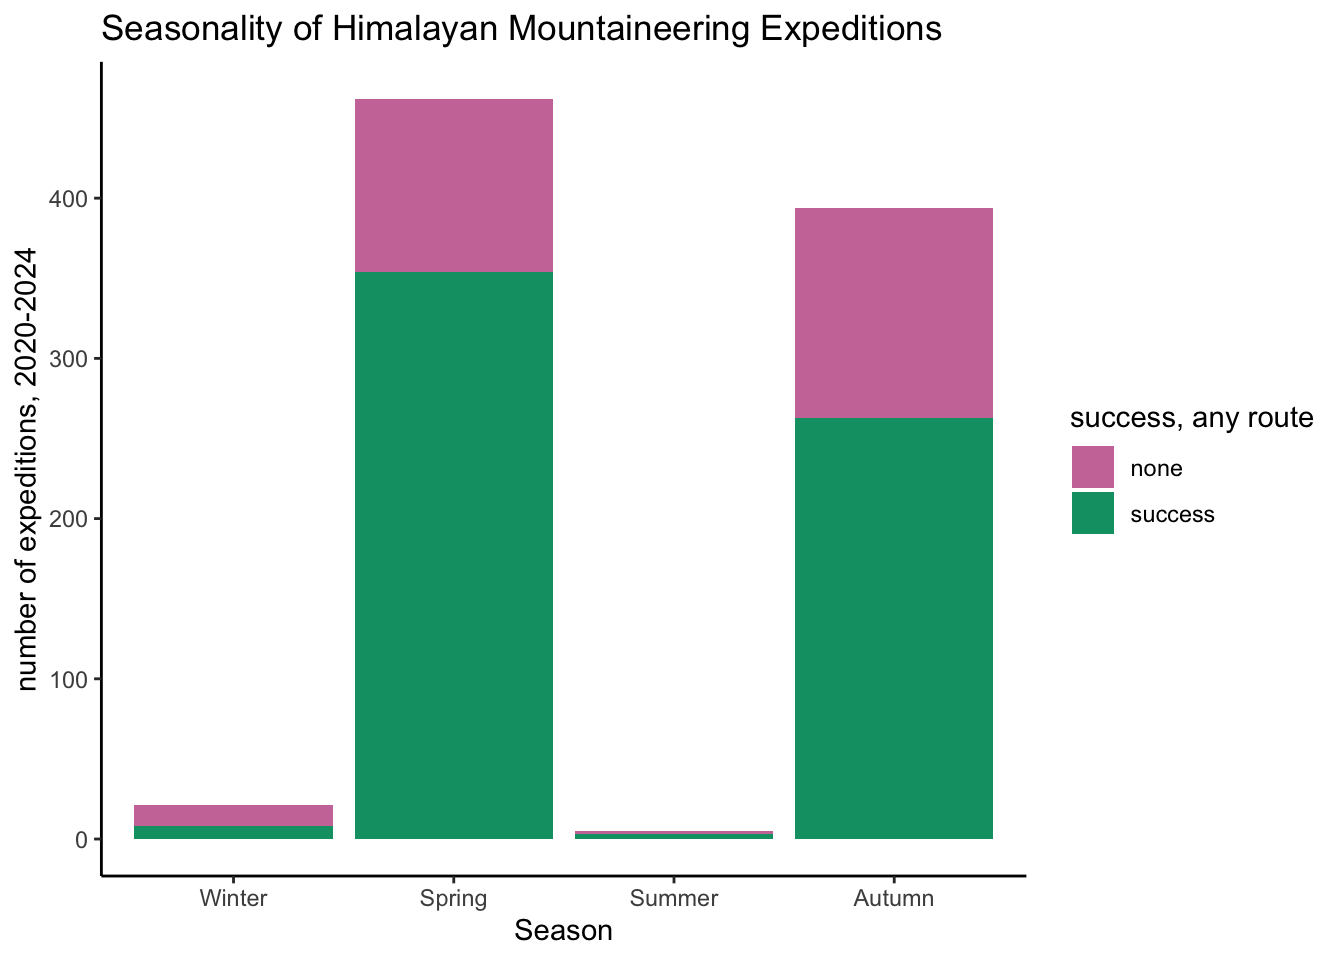 Seasonality of Himalayan Mountaineering Expeditions
number of expeditions, 2020-2024
400
300
200
100
0
Winter
Spring
Summer
Autumn
Season
success, any route
none
success